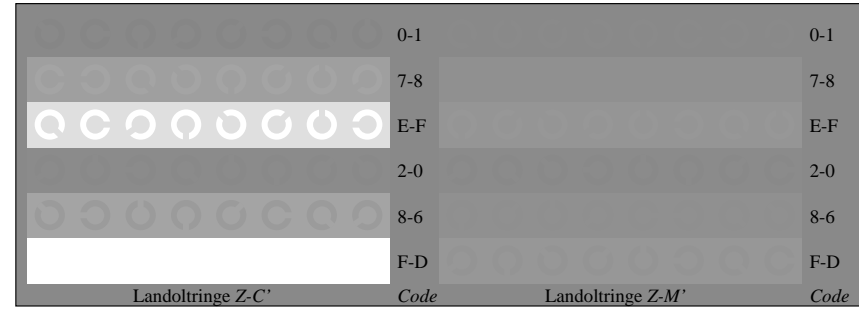 0-1 0-1
7-8 7-8
E-F E-F
2-0 2-0
8-6 8-6
F-D F-D
Landoltringe Z-C' Code Landoltringe Z-M' Code